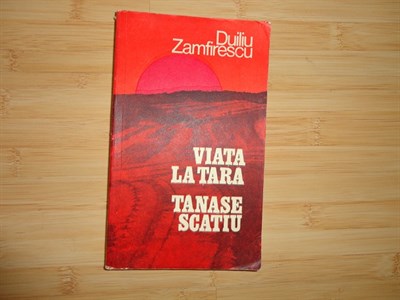 Duiliu
Zamfirescu
VIATA
LA TARA
TANASE
SCATIU